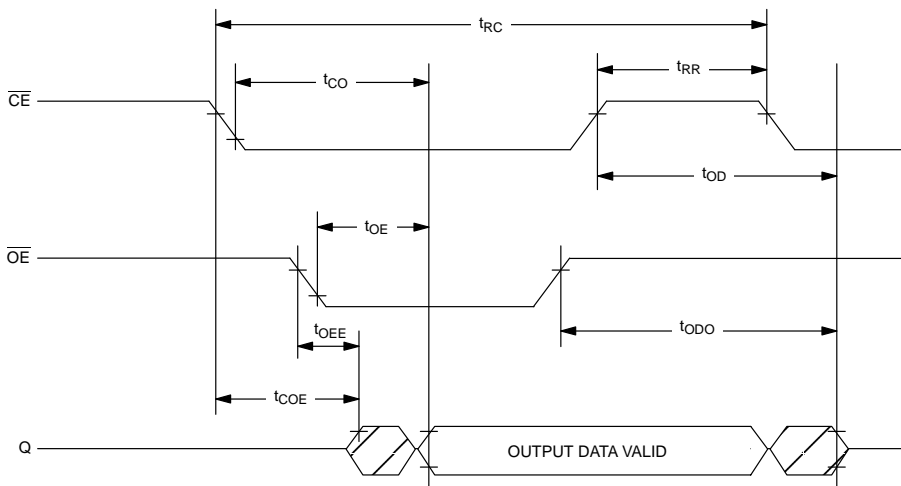 tRC
tCO
tRR
CE
tOD
tOE
OE
tOEE
tODO
tCOE
Q
OUTPUT DATA VALID